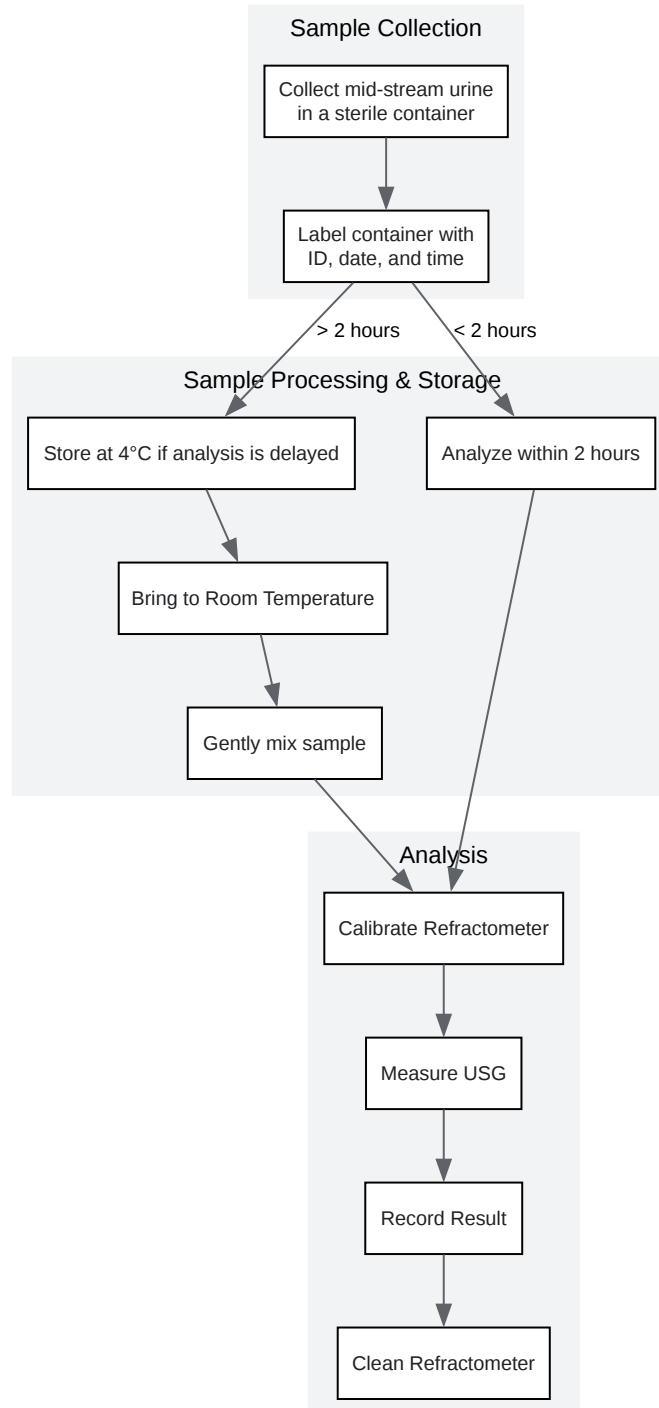 Sample Collection
Collect mid-stream urine
in a sterile container
Label container with
ID, date, and time
> 2 hours
< 2 hours
Sample Processing & Storage
Store at 4°C if analysis is delayed
Analyze within 2 hours
Bring to Room Temperature
Gently mix sample
Analysis
Calibrate Refractometer
Measure USG
Record Result
Clean Refractometer